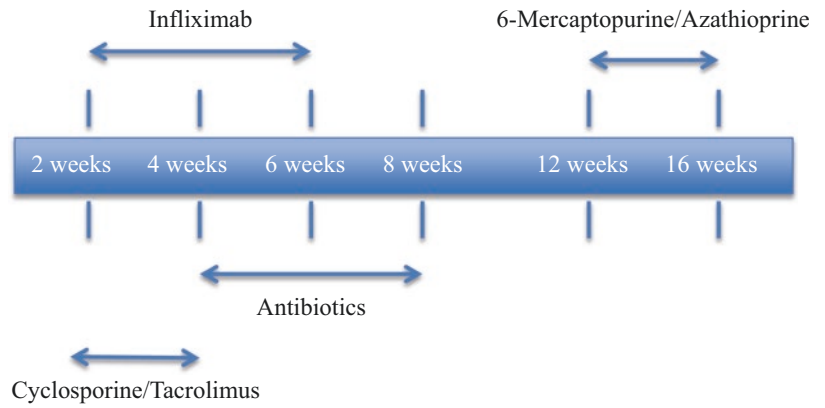 Infliximab 6-Mercaptopurine/Azathioprine
2 weeks 4 weeks 6 weeks 8 weeks 12 weeks 16 weeks
Antibiotics
Cyclosporine/Tacrolimus